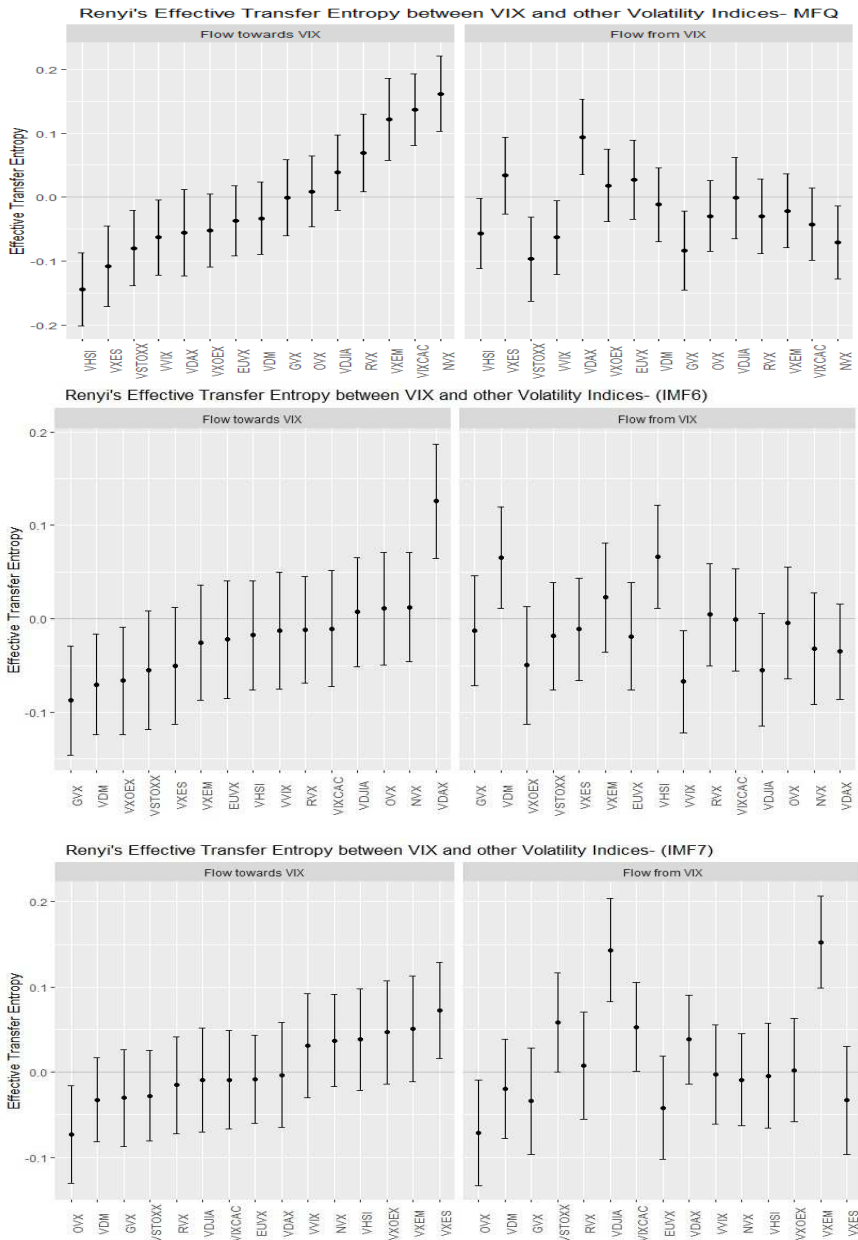 Renyi's Effective Transfer Entropy between VIX and other Volatility Indices- MFQ
Flow towards VIX
Flow from VIX
Effective Transfer Entropy
0.2
0.1
0.0
-0.1
-0.2
VHSI VXES VSTOXX VVIX VDAX VXOEX EUVX VDM GVX OVX VDJIA RVX VXEM VIXCAC NVX
VHSI VXES VSTOXX VVIX VDAX VXOEX EUVX VDM GVX OVX VDJIA RVX VXEM VIXCAC NVX
Renyi's Effective Transfer Entropy between VIX and other Volatility Indices- (IMF6)
Flow towards VIX
Flow from VIX
Effective Transfer Entropy
0.2
0.1
0.0
-0.1
GVX VDM VXOEX VSTOXX VXES VXEM EUVX VHSI VVIX RVX VIXCAC VDJIA OVX NVX VDAX
GVX VDM VXOEX VSTOXX VXES VXEM EUVX VHSI VVIX RVX VIXCAC VDJIA OVX NVX VDAX
Renyi's Effective Transfer Entropy between VIX and other Volatility Indices- (IMF7)
Flow towards VIX
Flow from VIX
Effective Transfer Entropy
0.2
0.1
0.0
-0.1
OVX VDM GVX VSTOXX RVX VDJIA VIXCAC EUVX VDAX VVIX NVX VHSI VXOEX VXEM VXES
OVX VDM GVX VSTOXX RVX VDJIA VIXCAC EUVX VDAX VVIX NVX VHSI VXOEX VXEM VXES